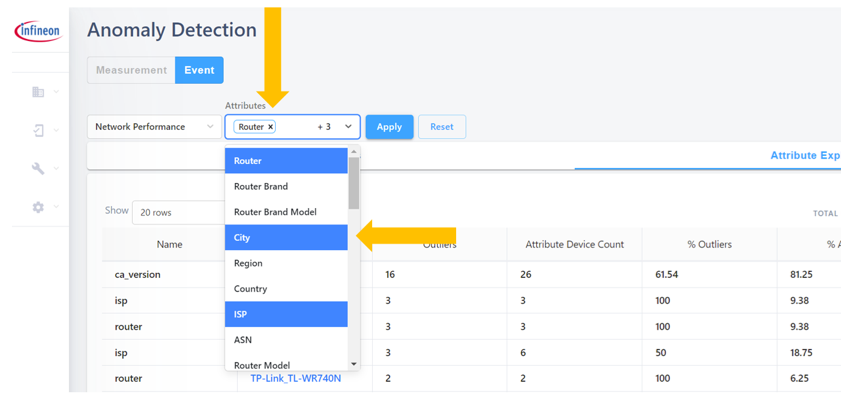 infineon
Anomaly Detection
Measurement Event
Attributes
Network Performance Router × + 3 Apply Reset
Attribute Exp
Router
Router Brand
Router Brand Model
City
Region
Country
ISP
ASN
Router Model
Show 20 rows TOTAL
Name Outliers Attribute Device Count % Outliers % A
ca_version 16 26 61.54 81.25
isp 3 3 100 9.38
router 3 3 100 9.38
isp 3 6 50 18.75
router TP-Link_TL-WR740N 2 2 100 6.25